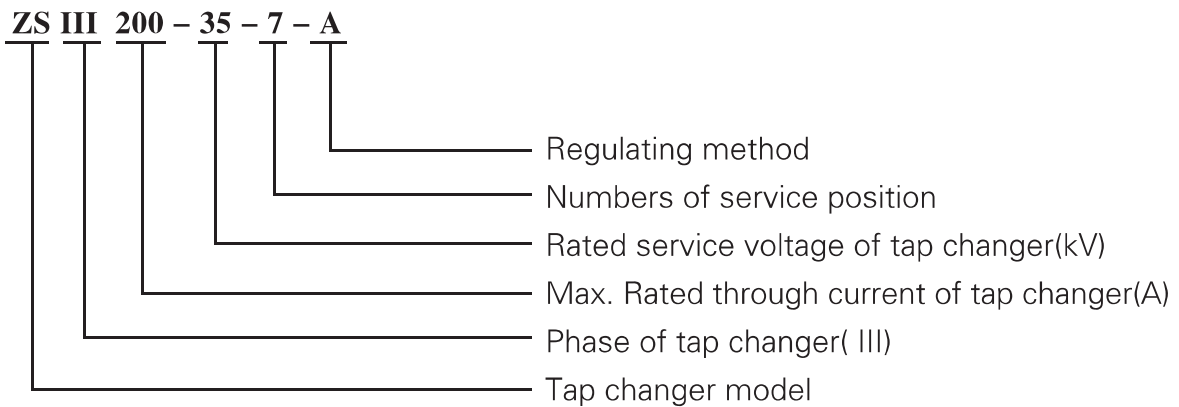 ZS III 200 – 35 – 7 – A
Regulating method
Numbers of service position
Rated service voltage of tap changer(kV)
Max. Rated through current of tap changer(A)
Phase of tap changer( III)
Tap changer model